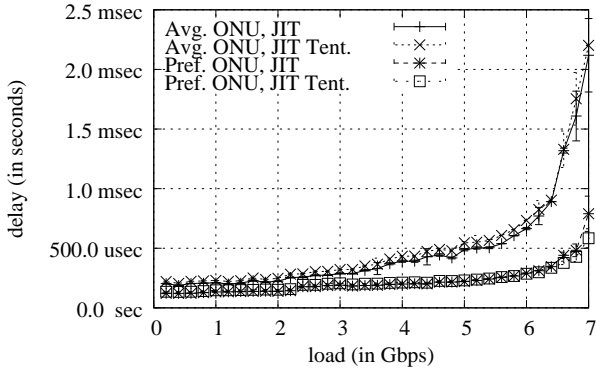 2.5 msec
2.0 msec
1.5 msec
1.0 msec
500.0 usec
0.0 sec
delay (in seconds)
Avg. ONU, JIT
Avg. ONU, JIT Tent.
Pref. ONU, JIT
Pref. ONU, JIT Tent.
0 1 2 3 4 5 6 7
load (in Gbps)